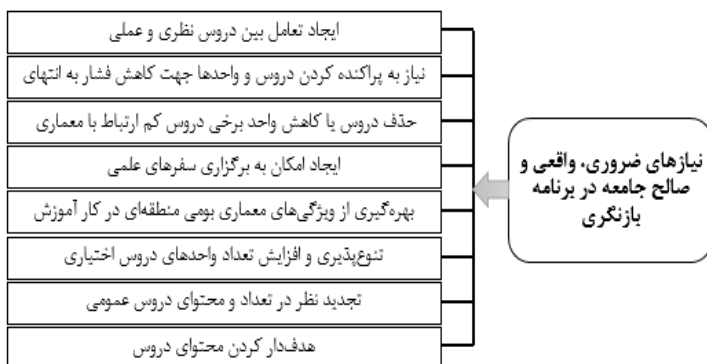 ایجاد تعامل بین دروس نظری و عملی
نیاز به پراکنده کردن دروس و واحدها جهت کاهش فشار به انتهای
حذف دروس یا کاهش واحد برخی دروس کم ارتباط با معماری
ایجاد امکان به برگزاری سفرهای علمی
بهره‌گیری از ویژگی‌های معماری بومی منطقه‌ای در کار آموزش
تنوع‌پذیری و افزایش تعداد واحدهای دروس اختیاری
تجدید نظر در تعداد و محتوای دروس عمومی
هدف‌دار کردن محتوای دروس
نیازهای ضروری، واقعی و
صالح جامعه در برنامه
بازنگری